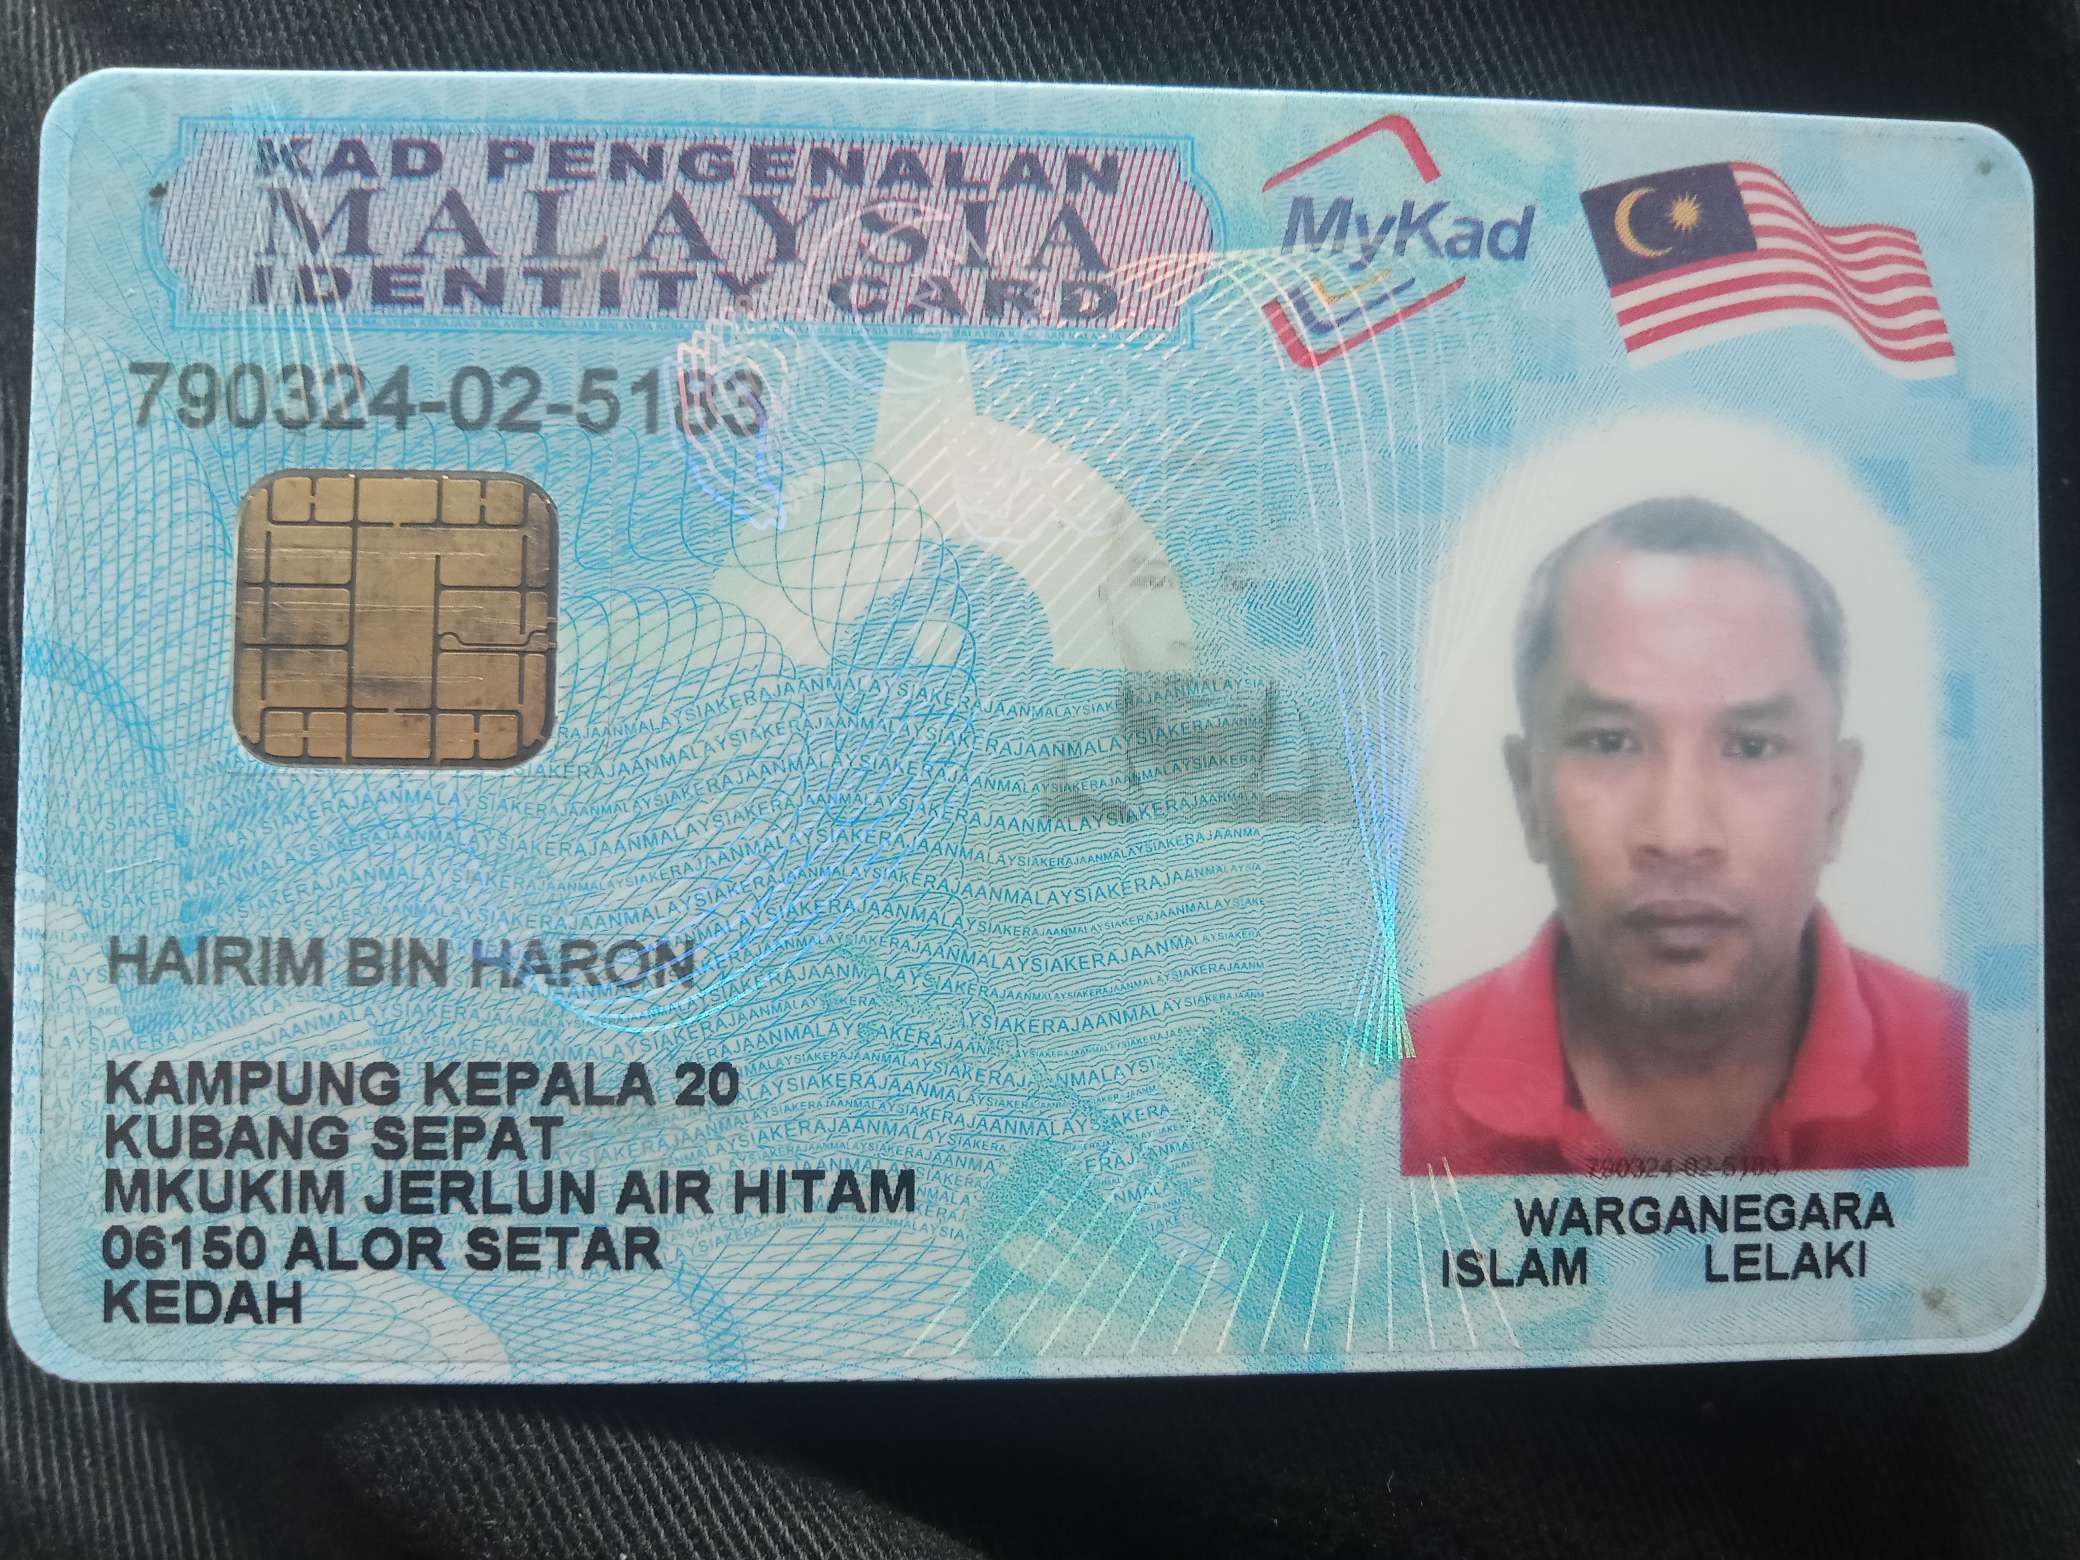 KAD PENGENALAN
MALAYSIA
IDENTITY CARD
MyKad
790324-02-5183
HAIRIM BIN HARON
KAMPUNG KEPALA 20
KUBANG SEPAT
MKUKIM JERLUN AIR HITAM
06150 ALOR SETAR
KEDAH
790324-02-5183
WARGANEGARA
ISLAM LELAKI